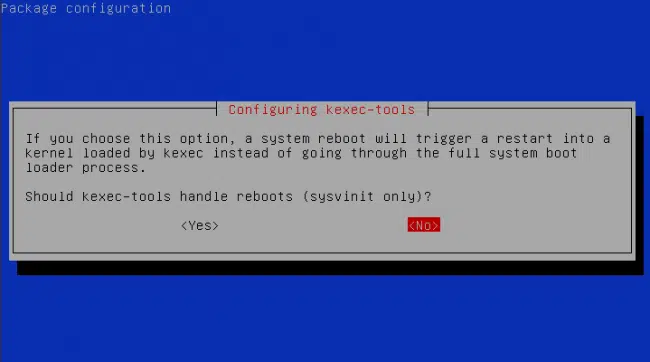 Package configuration
Configuring kexec-tools
If you choose this option, a system reboot will trigger a restart into a
kernel loaded by kexec instead of going through the full system boot
loader process.
Should kexec-tools handle reboots (sysvinit only)?
<Yes> <No>